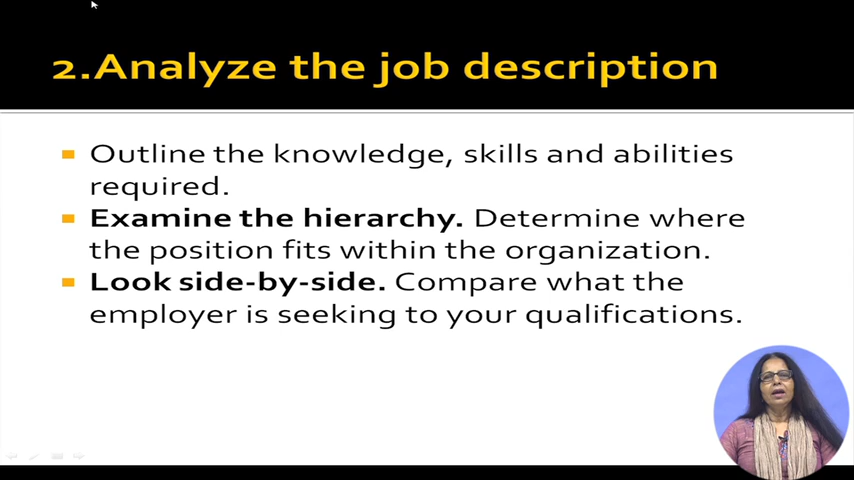 2.Analyze the job description
Outline the knowledge, skills and abilities
required.
Examine the hierarchy. Determine where
the position fits within the organization.
Look side-by-side. Compare what the
employer is seeking to your qualifications.